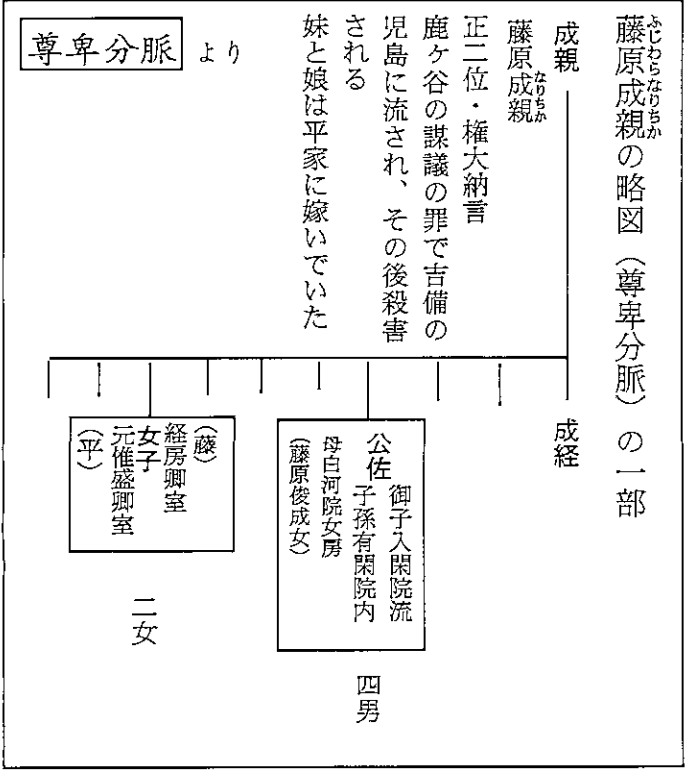 藤原成親の略図（尊卑分脈）の一部
ふじわらなりちか
成親
成経
藤原成親
なりちか
正二位・権大納言
鹿ヶ谷の謀議の罪で吉備の
児島に流され、その後殺害
される
妹と娘は平家に嫁いでいた
尊卑分脈 より
御子入閑院流
公佐 子孫有閑院内
母白河院女房
（藤原俊成女）
四男
（藤）
経房卿室
女子
元惟盛卿室
（平）
二女